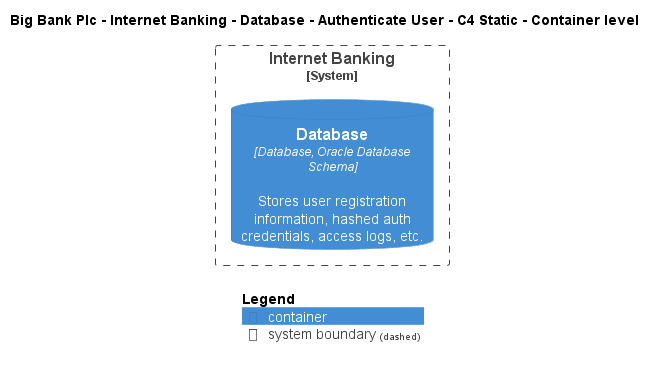 Big Bank Plc - Internet Banking - Database - Authenticate User - C4 Static - Container level
Internet Banking
[System]
Database
[Database, Oracle Database
Schema]
Stores user registration
information, hashed auth
credentials, access logs, etc.
Legend
container
system boundary (dashed)